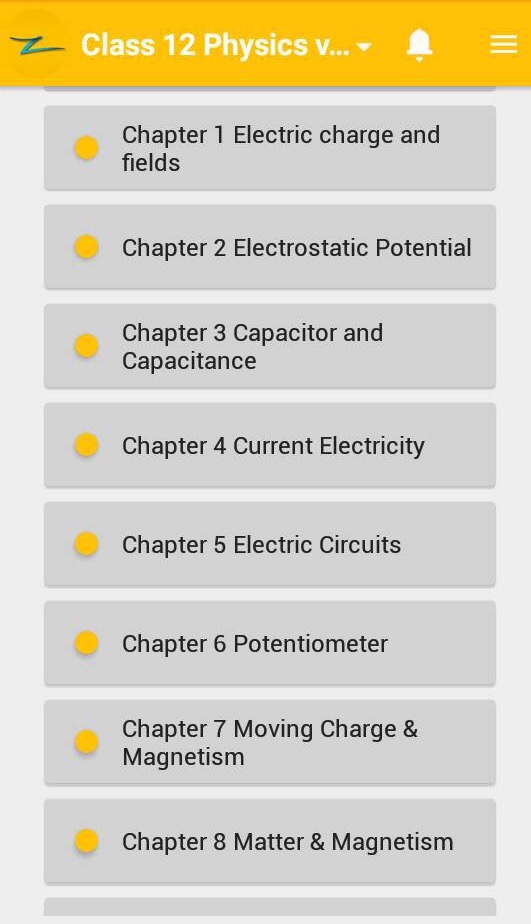 Class 12 Physics v...
Chapter 1 Electric charge and
fields
Chapter 2 Electrostatic Potential
Chapter 3 Capacitor and
Capacitance
Chapter 4 Current Electricity
Chapter 5 Electric Circuits
Chapter 6 Potentiometer
Chapter 7 Moving Charge &
Magnetism
Chapter 8 Matter & Magnetism